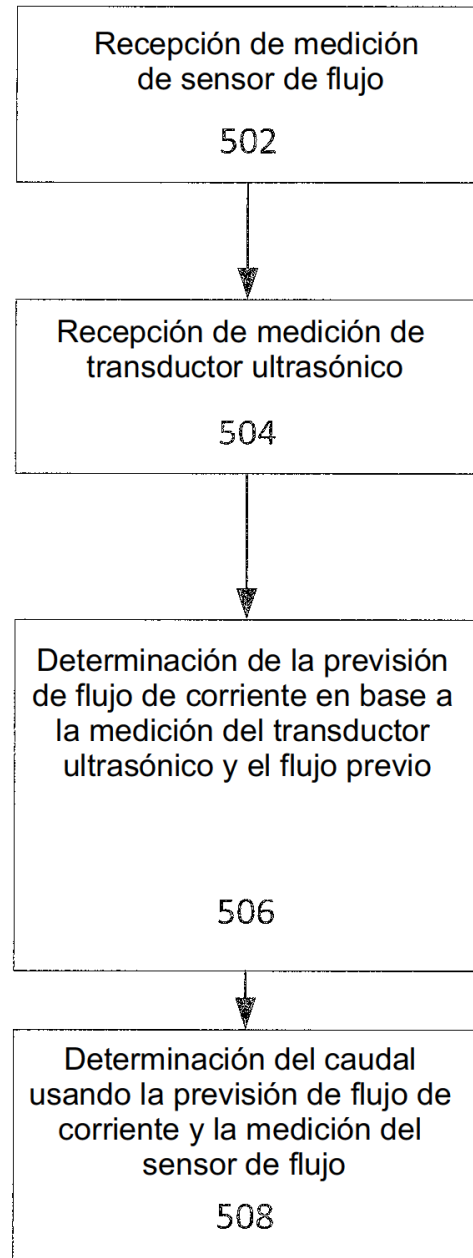 Recepción de medición
de sensor de flujo
502
Recepción de medición de
transductor ultrasónico
504
Determinación de la previsión
de flujo de corriente en base a
la medición del transductor
ultrasónico y el flujo previo
506
Determinación del caudal
usando la previsión de flujo de
corriente y la medición del
sensor de flujo
508